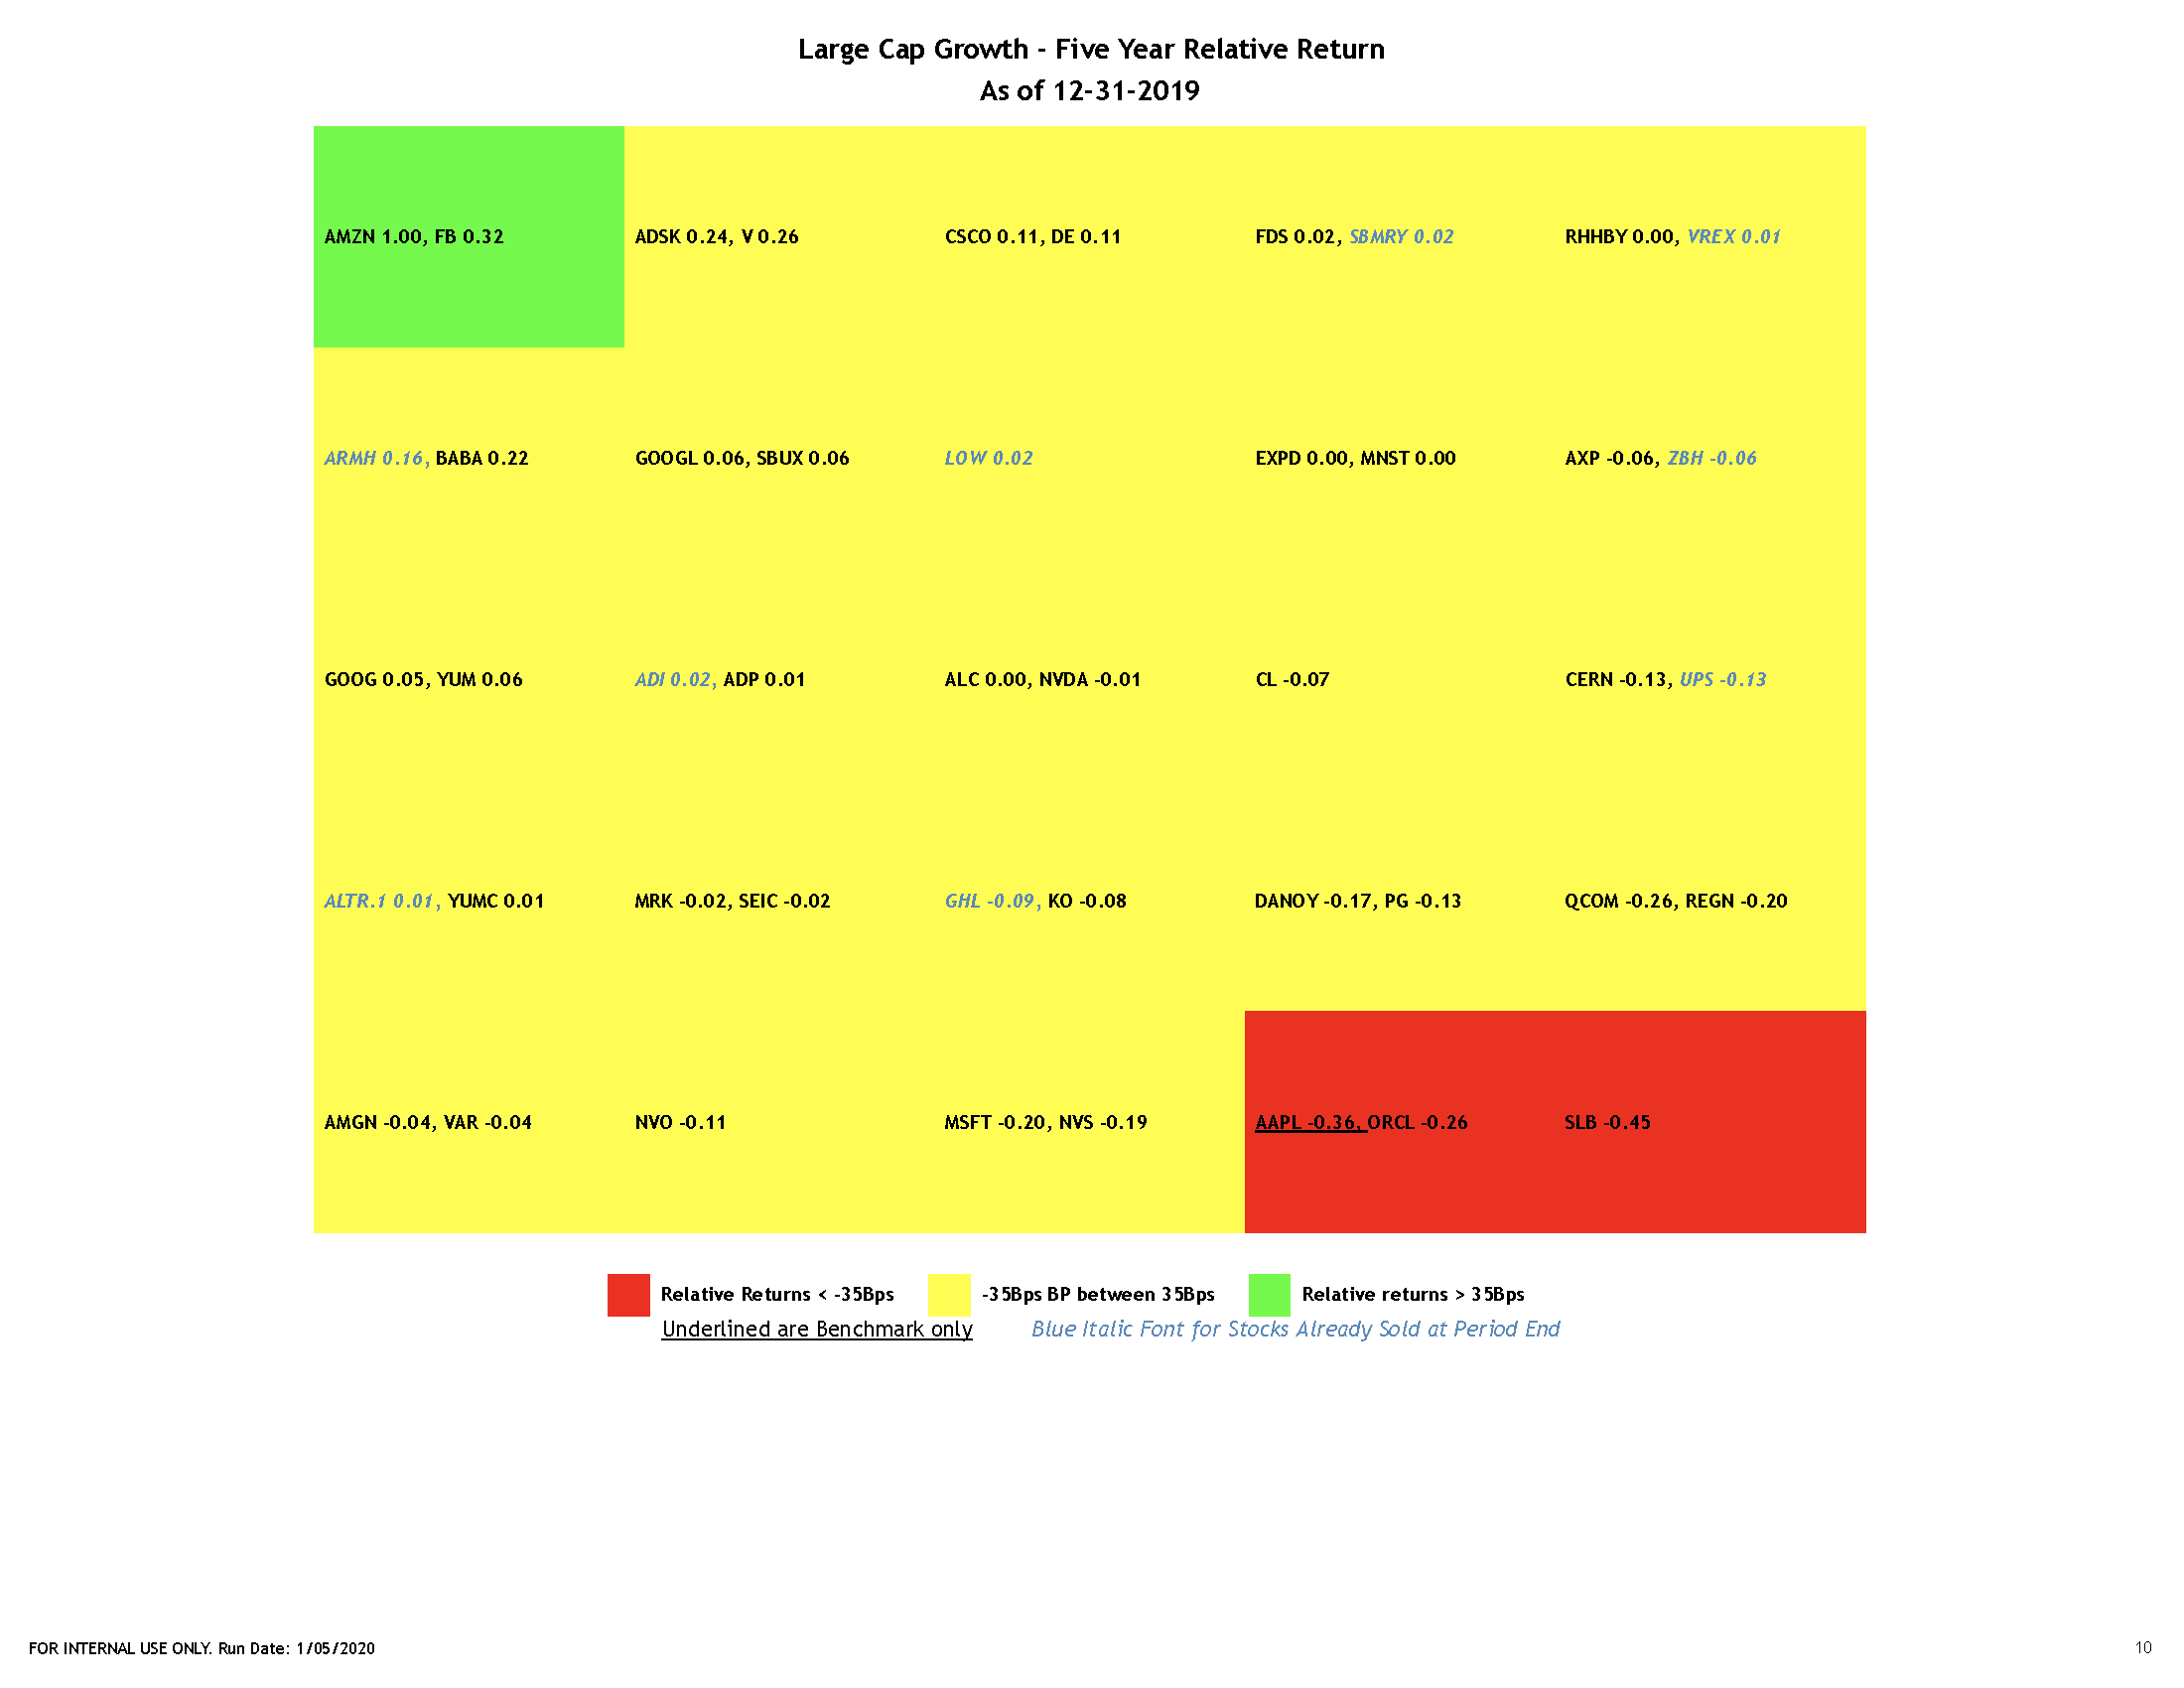 Large Cap Growth - Five Year Relative Return
As of 12-31-2019
AMZN 1.00, FB 0.32
ADSK 0.24, V 0.26
CSCO 0.11, DE 0.11
FDS 0.02, SBMRY 0.02
RHHBY 0.00, VREX 0.01
ARMH 0.16, BABA 0.22
GOOGL 0.06, SBUX 0.06
LOW 0.02
EXPD 0.00, MNST 0.00
AXP -0.06, ZBH -0.06
GOOG 0.05, YUM 0.06
ADI 0.02, ADP 0.01
ALC 0.00, NVDA -0.01
CL -0.07
CERN -0.13, UPS -0.13
ALTR.1 0.01, YUMC 0.01
MRK -0.02, SEIC -0.02
GHL -0.09, KO -0.08
DANOY -0.17, PG -0.13
QCOM -0.26, REGN -0.20
AMGN -0.04, VAR -0.04
NVO -0.11
MSFT -0.20, NVS -0.19
AAPL -0.36, ORCL -0.26
SLB -0.45
Relative Returns < -35Bps
-35Bps BP between 35Bps
Relative returns > 35Bps
Underlined are Benchmark only
Blue Italic Font for Stocks Already Sold at Period End
FOR INTERNAL USE ONLY. Run Date: 1/05/2020
10